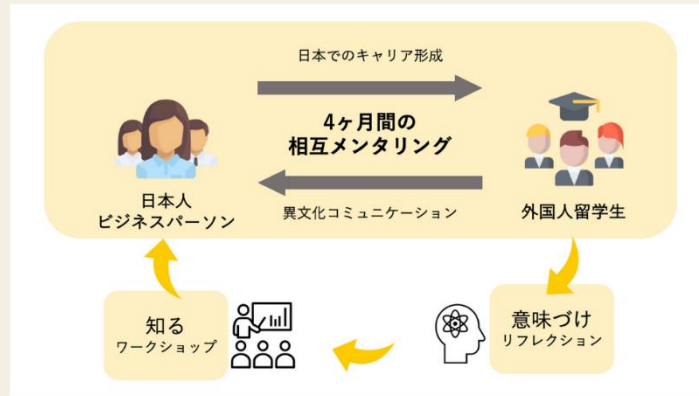 日本でのキャリア形成
4ヶ月間の
相互メンタリング
日本人
ビジネスパーソン
異文化コミュニケーション
外国人留学生
知る
ワークショップ
意味づけ
リフレクション